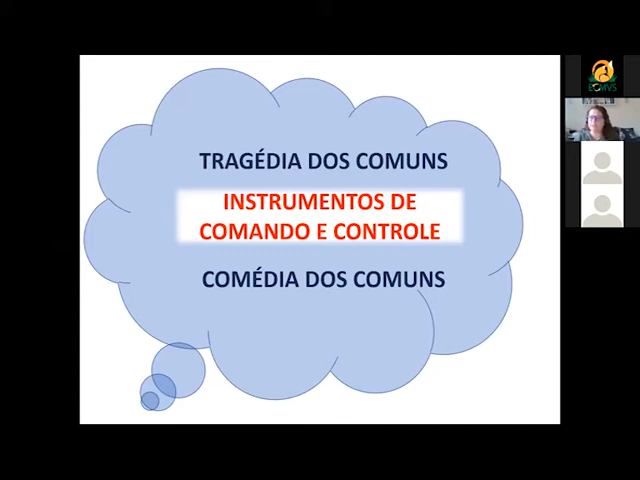 TRAGÉDIA DOS COMUNS
INSTRUMENTOS DE
COMANDO E CONTROLE
COMÉDIA DOS COMUNS